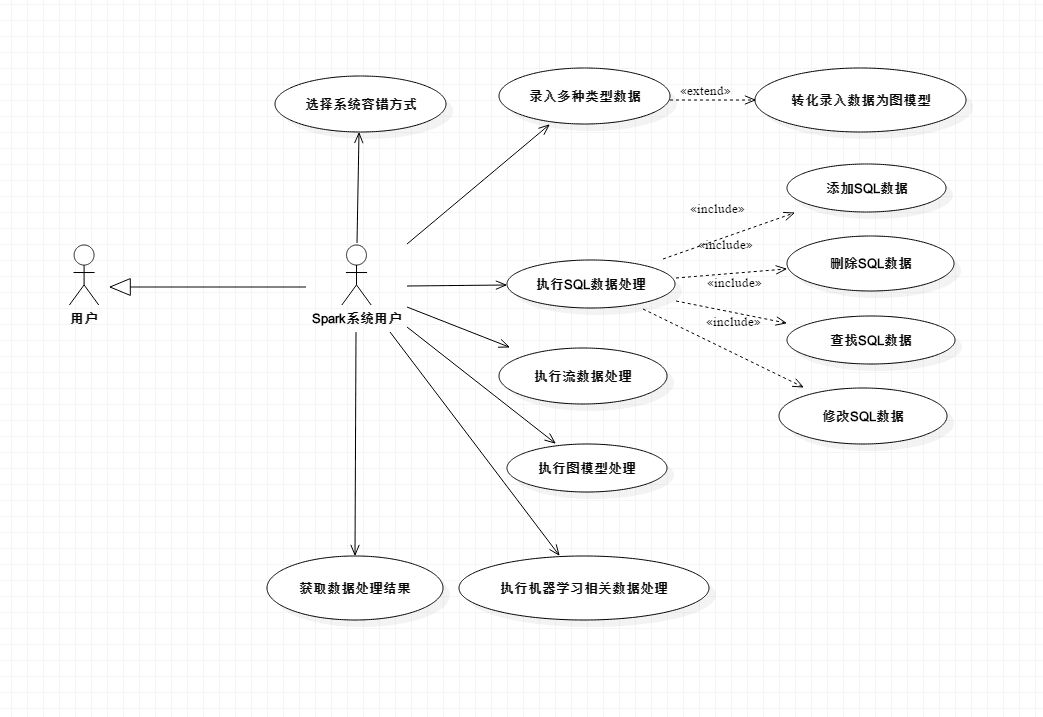 选择系统容错方式
录入多种类型数据
«extend»
转化录入数据为图模型
添加SQL数据
«include»
«include»
删除SQL数据
执行SQL数据处理
«include»
用户
Spark系统用户
«include»
查找SQL数据
执行流数据处理
修改SQL数据
执行图模型处理
获取数据处理结果
执行机器学习相关数据处理